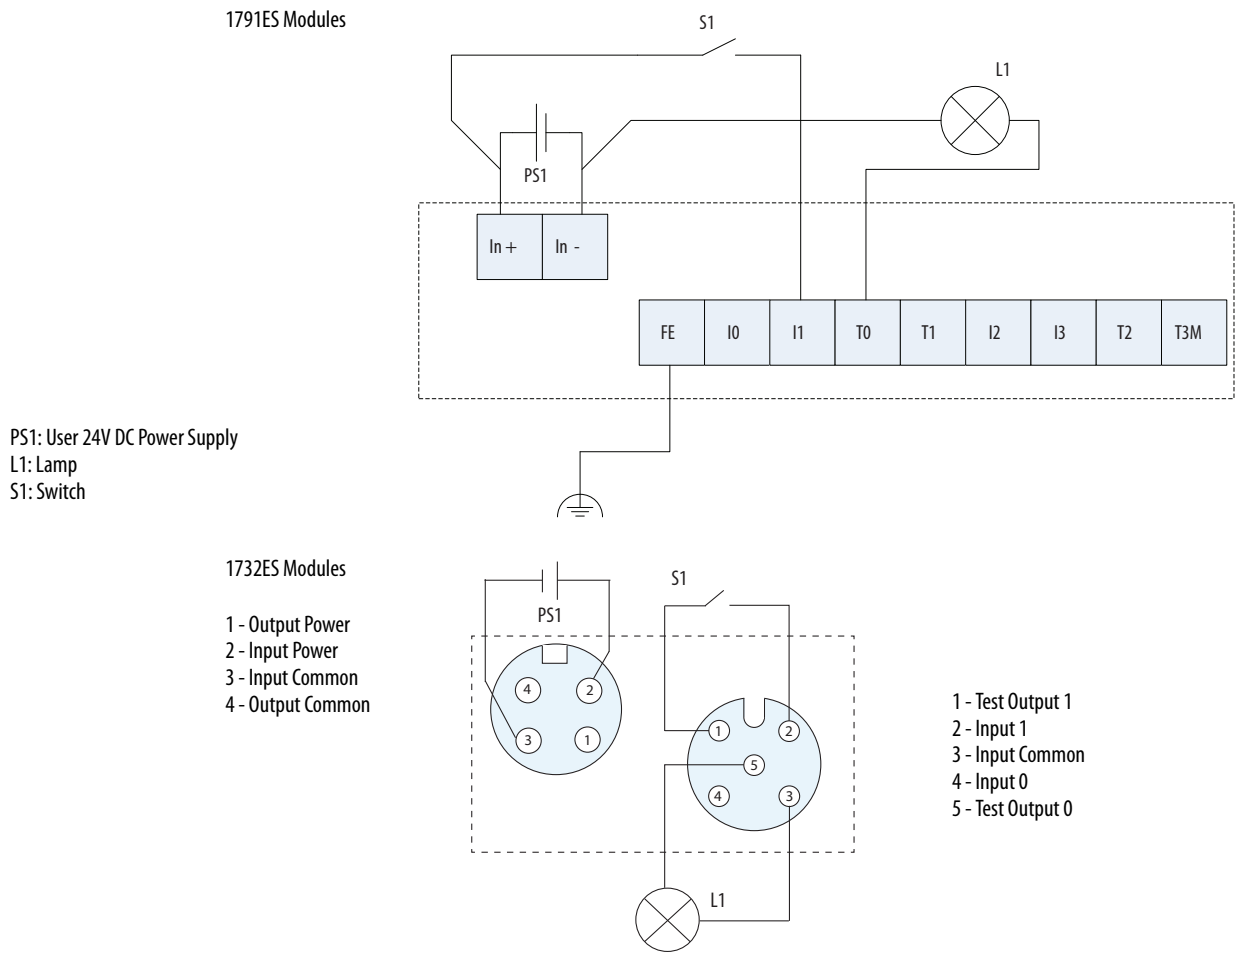 1791ES Modules
S1
L1
PS1
In +
In -
FE
I0
I1
T0
T1
I2
I3
T2
T3M
PS1: User 24V DC Power Supply
L1: Lamp
S1: Switch
1732ES Modules
1 - Output Power
2 - Input Power
3 - Input Common
4 - Output Common
PS1
4
2
3
1
S1
1
2
5
4
3
L1
1 - Test Output 1
2 - Input 1
3 - Input Common
4 - Input 0
5 - Test Output 0